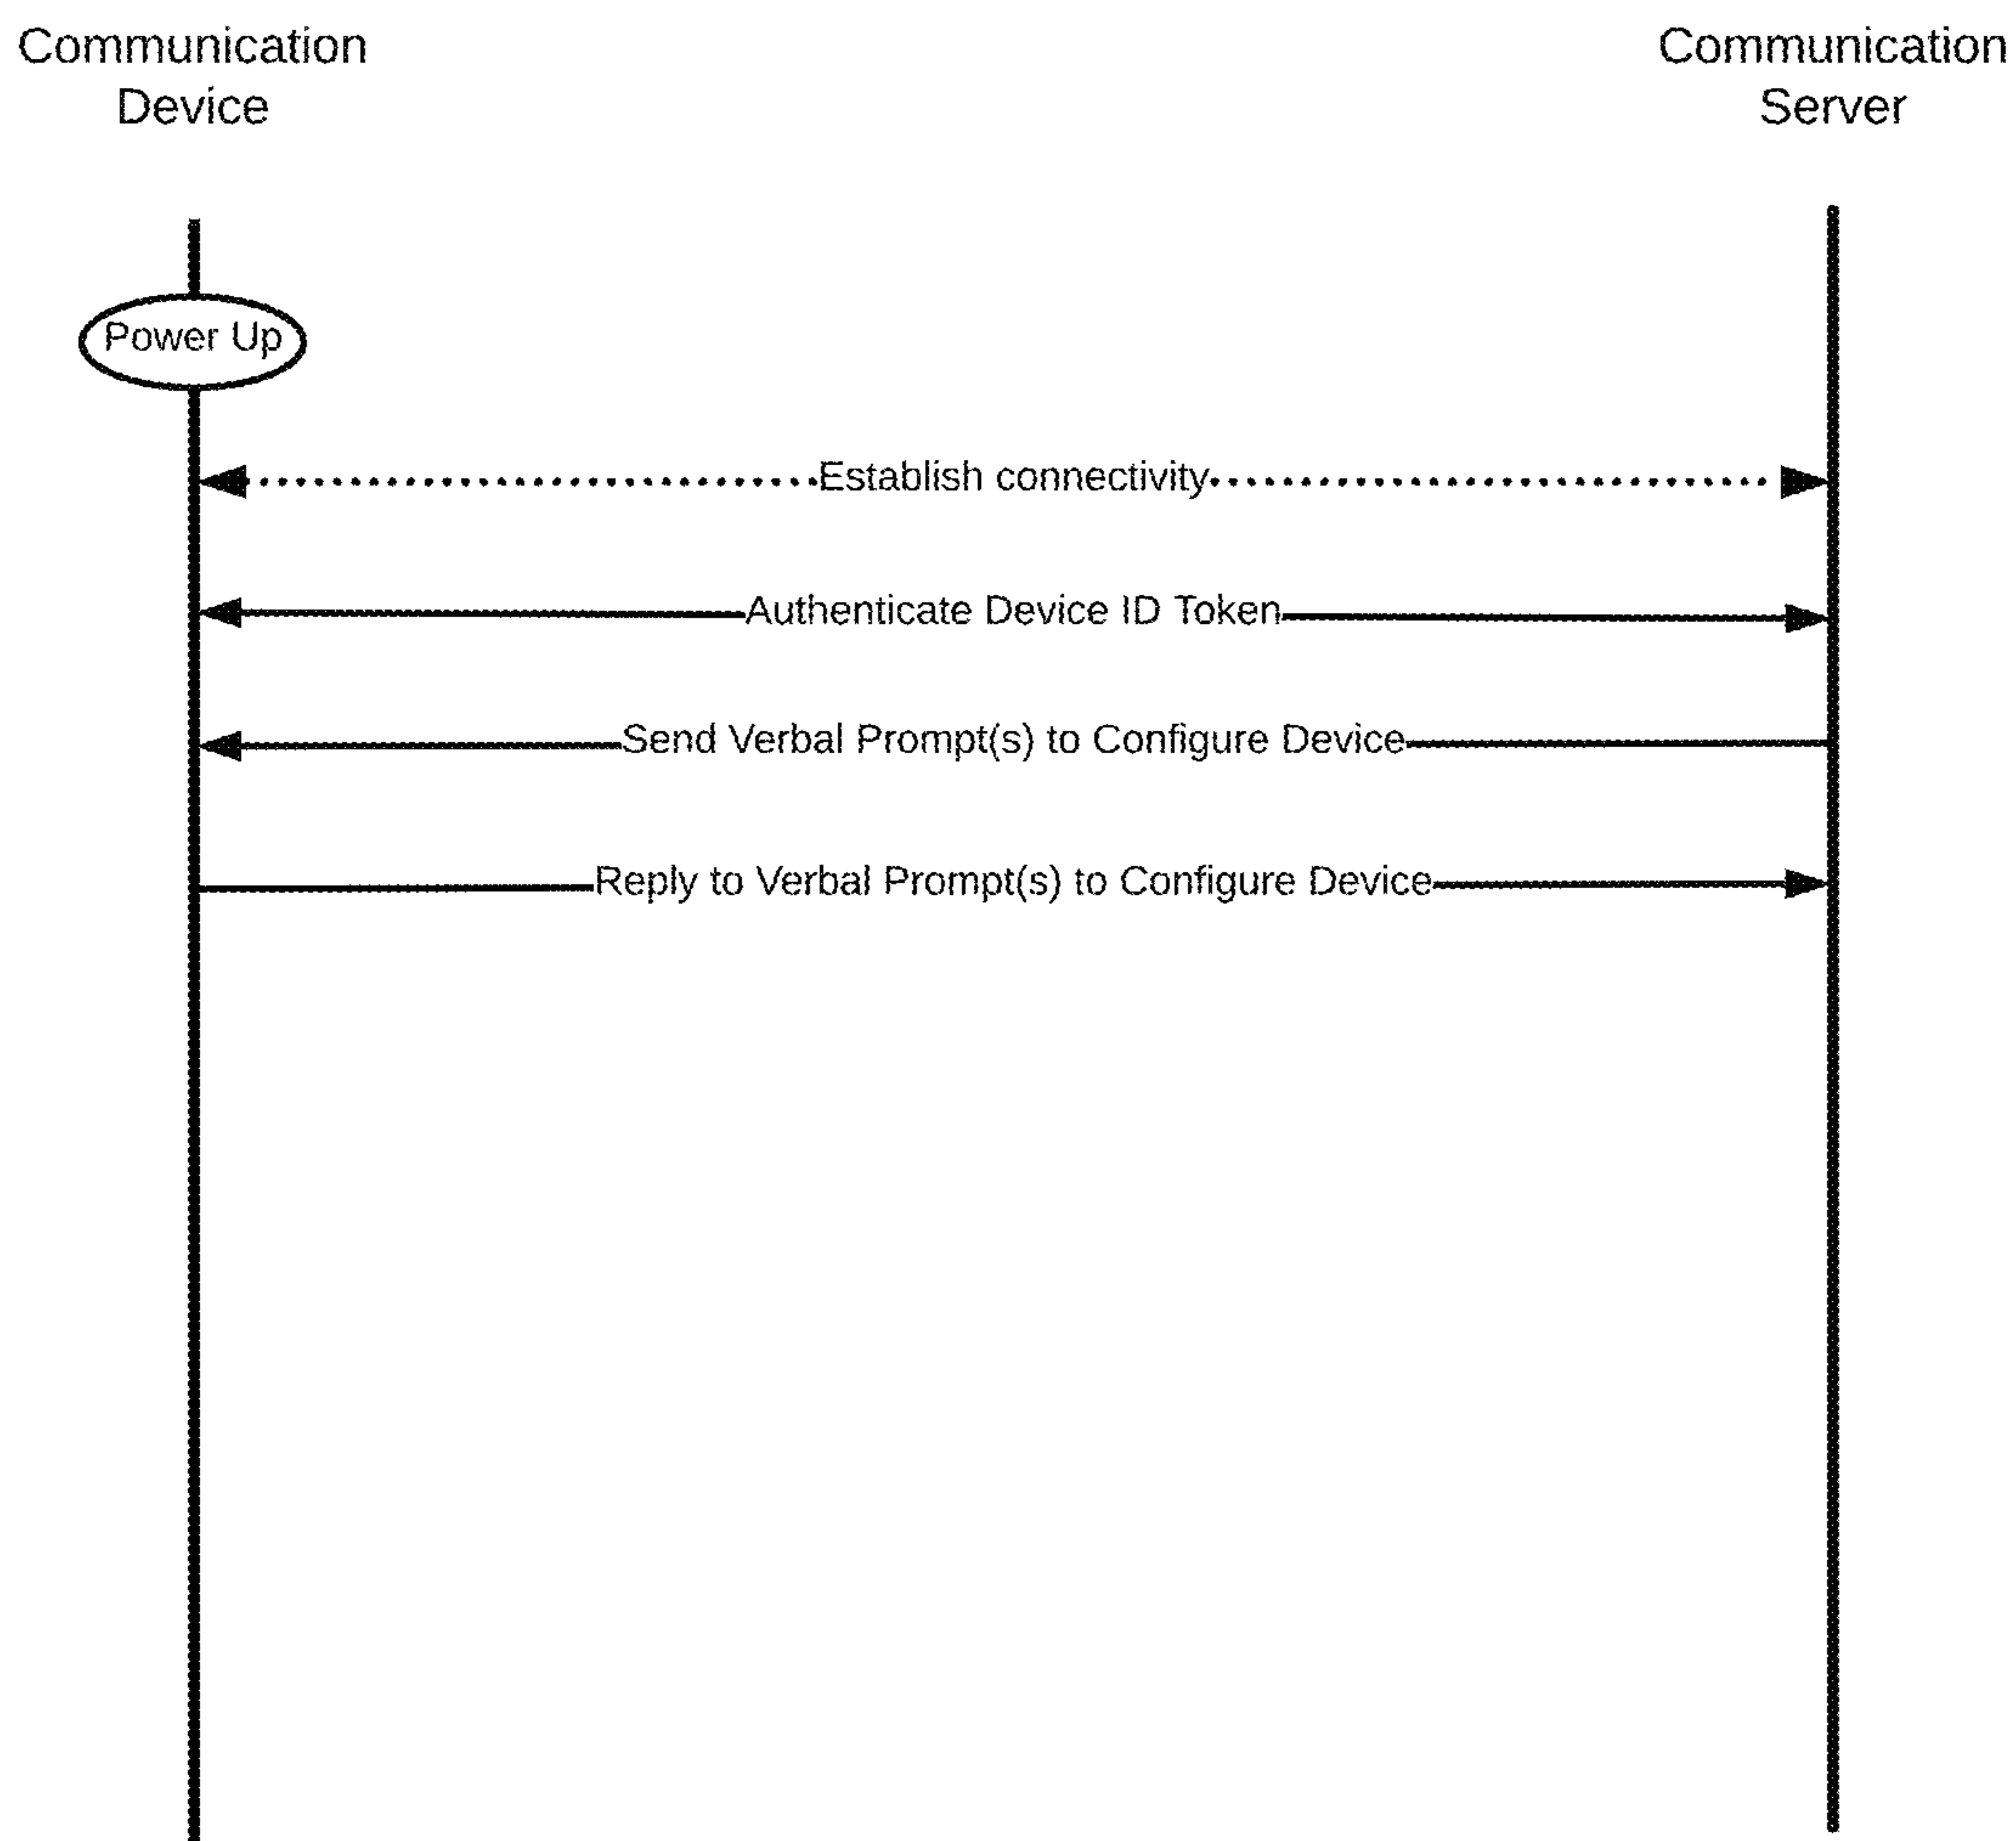 Communication
Device
Communication
Server
Power Up
Establish connectivity
Authenticate Device ID Token
Send Verbal Prompt(s) to Configure Device
Reply to Verbal Prompt(s) to Configure Device